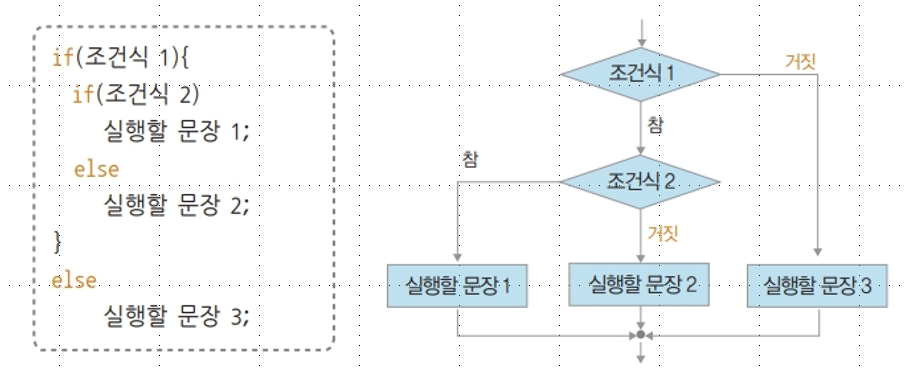 if(조건식 1){
if(조건식 2)
실행할 문장 1;
else
실행할 문장 2;
}
else
실행할 문장 3;
조건식 1
거짓
참
참
조건식 2
거짓
실행할 문장 1
실행할 문장 2
실행할 문장 3